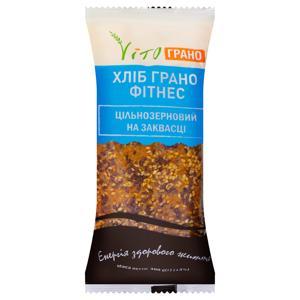 Vito ГРАНО
ХЛІБ ГРАНО
ФІТНЕС
ЦІЛЬНОЗЕРНОВИЙ
НА ЗАКВАСЦІ
Енергія здорового життя